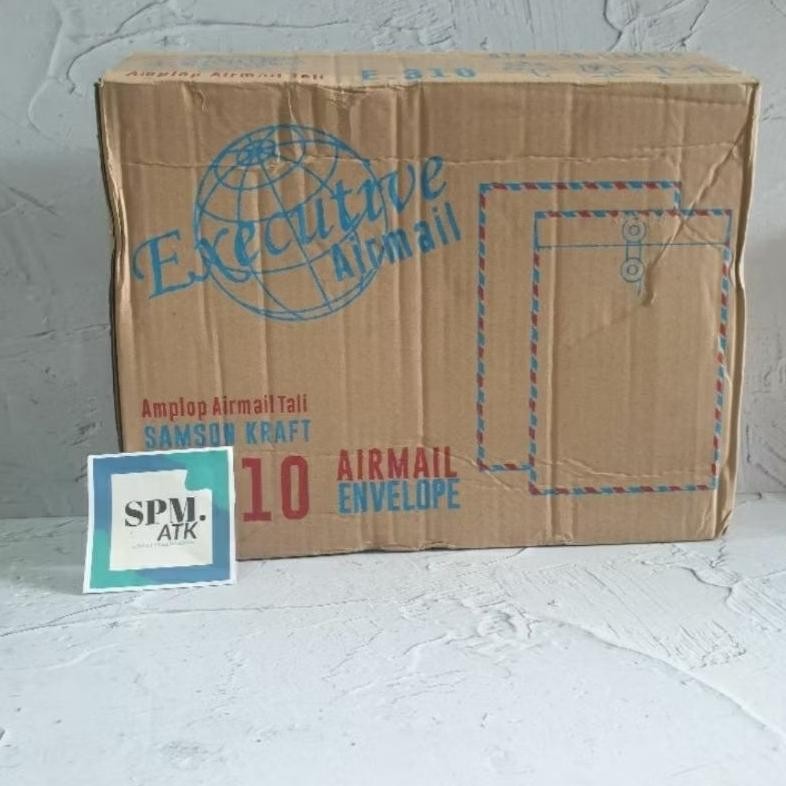 Amplop Airmail Tali
E-310
Executive
Airmail
Amplop Airmail Tali
SAMSON KRAFT
10
AIRMAIL
ENVELOPE
SPM.
ATK